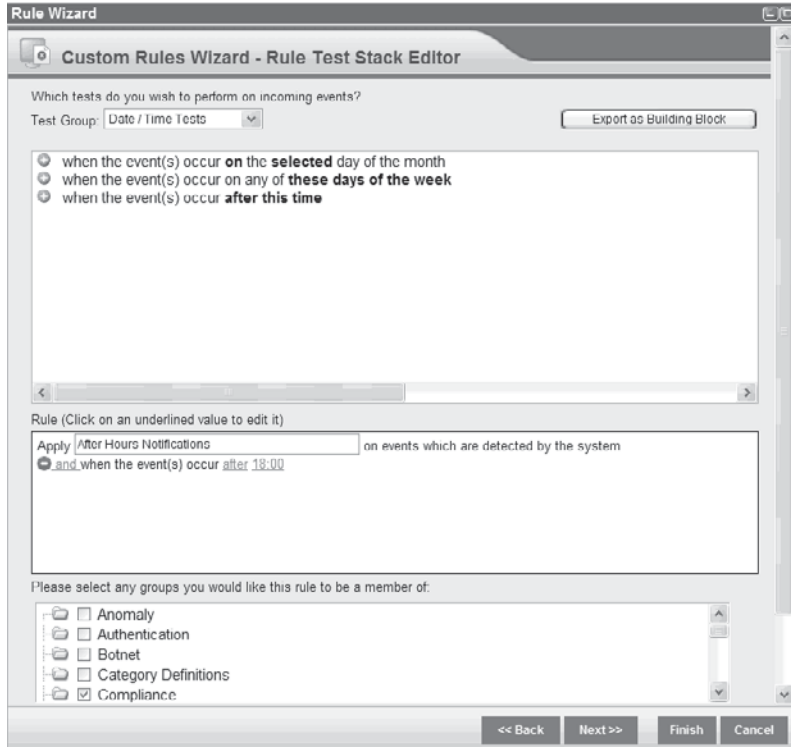 Rule Wizard
Custom Rules Wizard - Rule Test Stack Editor
Which tests do you wish to perform on incoming events?
Test Group: Date / Time Tests
Export as Building Block
when the event(s) occur on the selected day of the month
when the event(s) occur on any of these days of the week
when the event(s) occur after this time
Rule (Click on an underlined value to edit it)
Apply After Hours Notifications on events which are detected by the system
and when the event(s) occur after 18:00
Please select any groups you would like this rule to be a member of:
Anomaly
Authentication
Botnet
Category Definitions
Compliance
<< Back Next >> Finish Cancel